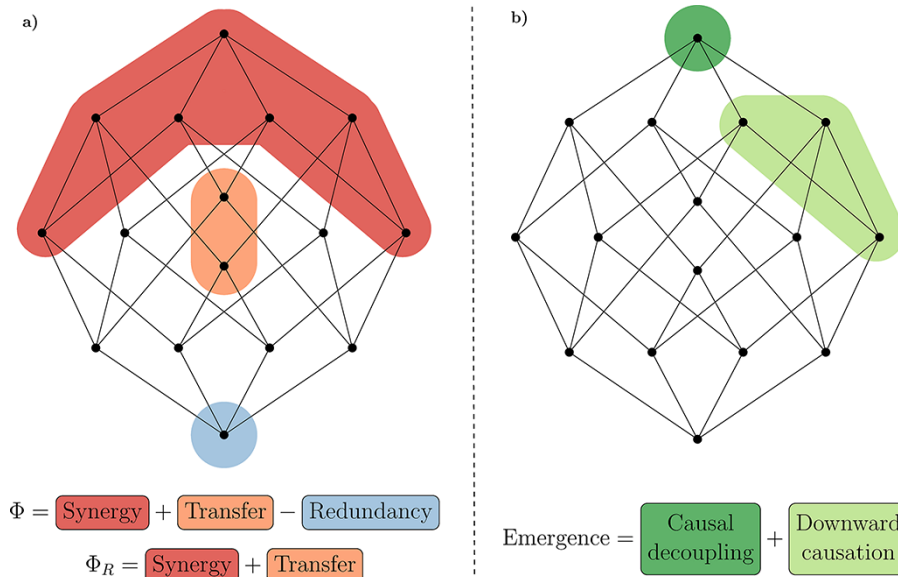 a)
b)
Φ = Synergy + Transfer − Redundancy
Φ_R = Synergy + Transfer
Emergence = Causal decoupling + Downward causation